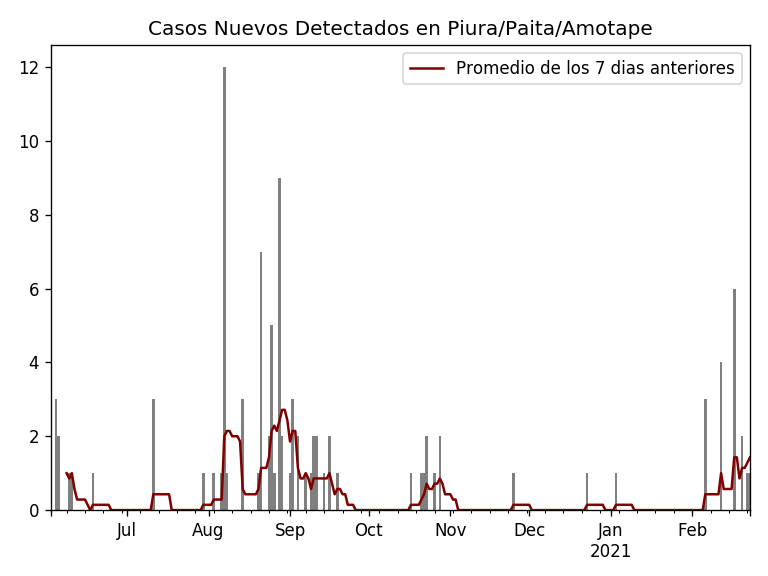 Casos Nuevos Detectados en Piura/Paita/Amotape
Promedio de los 7 dias anteriores
12
10
8
6
4
2
0
Jul Aug Sep Oct Nov Dec Jan Feb
2021